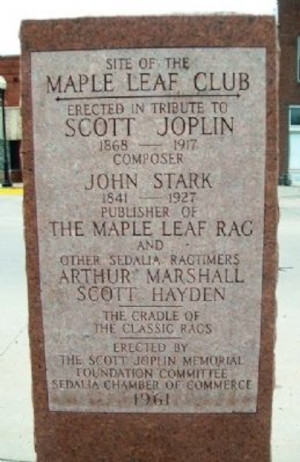 SITE OF THE
MAPLE LEAF CLUB
ERECTED IN TRIBUTE TO
SCOTT JOPLIN
1868 — 1917
COMPOSER
JOHN STARK
1841 — 1927
PUBLISHER OF
THE MAPLE LEAF RAG
AND
OTHER SEDALIA RAGTIMERS
ARTHUR MARSHALL
SCOTT HAYDEN
THE CRADLE OF
THE CLASSIC RAGS
ERECTED BY
THE SCOTT JOPLIN MEMORIAL
FOUNDATION COMMITTEE
SEDALIA CHAMBER OF COMMERCE
1961